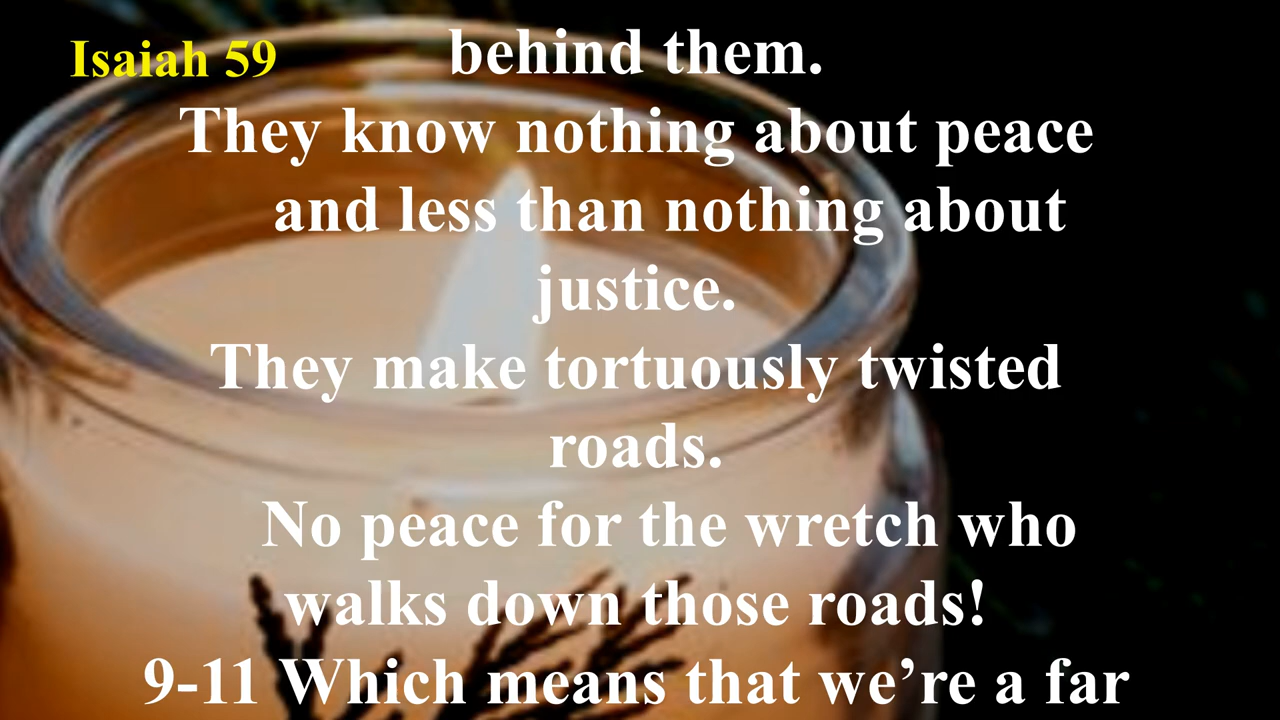 Isaiah 59
behind them.
They know nothing about peace
and less than nothing about
justice.
They make tortuously twisted
roads.
No peace for the wretch who
walks down those roads!
9-11 Which means that we’re a far